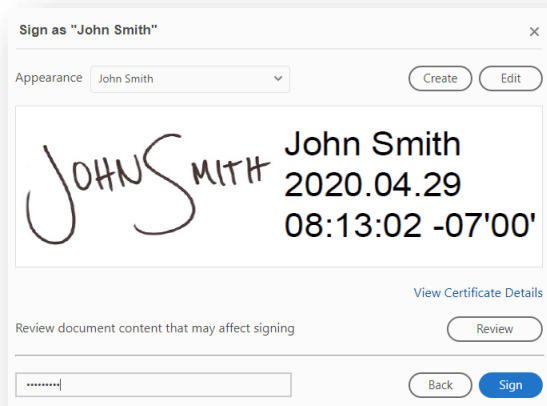 Sign as "John Smith"
Appearance John Smith Create Edit
John Smith
John Smith
2020.04.29
08:13:02 -07'00'
View Certificate Details
Review document content that may affect signing Review
••••••••• Back Sign